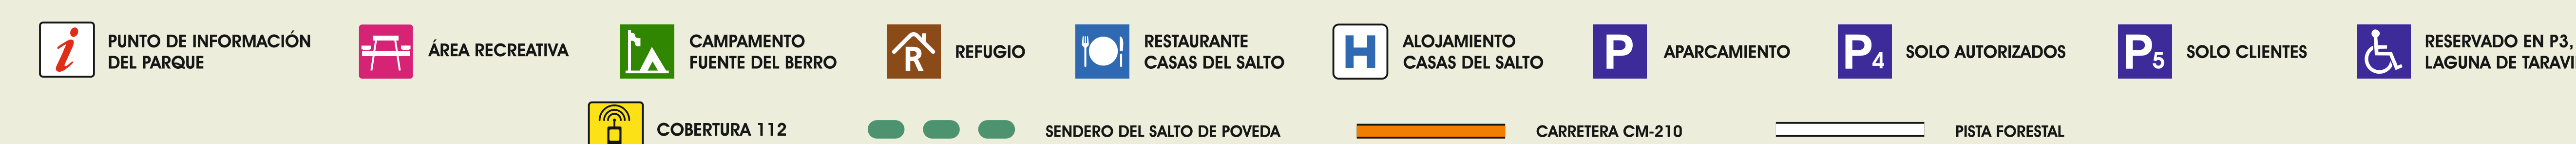 i PUNTO DE INFORMACIÓN
DEL PARQUE
ÁREA RECREATIVA
CAMPAMENTO
FUENTE DEL BERRO
R REFUGIO
RESTAURANTE
CASAS DEL SALTO
H ALOJAMIENTO
CASAS DEL SALTO
P APARCAMIENTO
P4 SOLO AUTORIZADOS
P5 SOLO CLIENTES
RESERVADO EN P3,
LAGUNA DE
COBERTURA 112
SENDERO DEL SALTO DE POVEDA
CARRETERA CM-210
PISTA FORESTAL